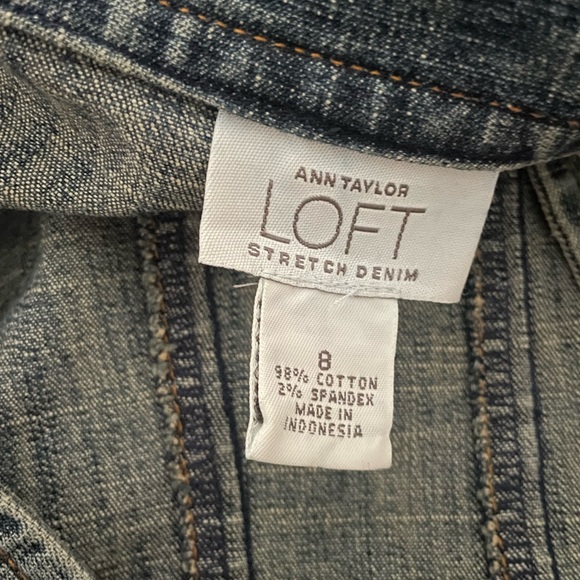 ANN TAYLOR
LOFT
STRETCH DENIM
8
98% COTTON
2% SPANDEX
MADE IN
INDONESIA